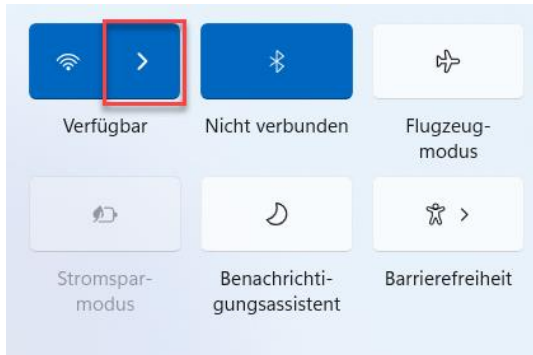 Verfügbar
Nicht verbunden
Flugzeug-
modus
Stromspar-
modus
Benachrichti-
gungsassistent
Barrierefreiheit